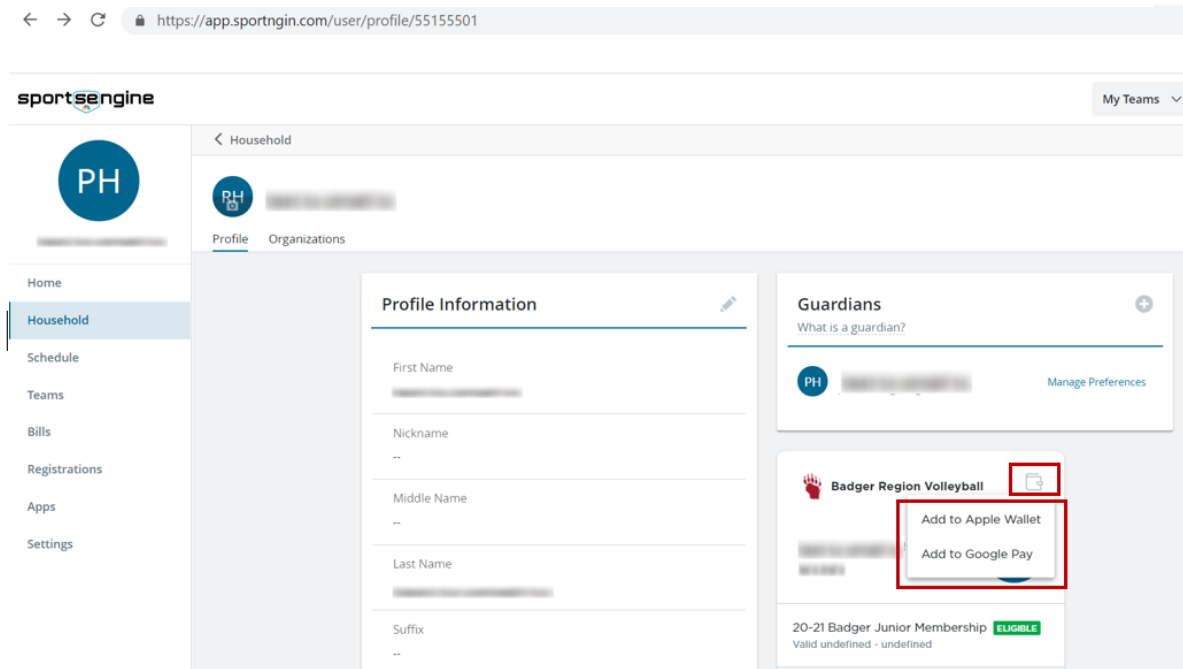 https://app.sportngin.com/user/profile/55155501
sportsengine
My Teams
PH
Home
Household
Schedule
Teams
Bills
Registrations
Apps
Settings
Household
RH
Profile
Organizations
Profile Information
First Name
Nickname
--
Middle Name
--
Last Name
Suffix
--
Guardians
What is a guardian?
PH
Manage Preferences
Badger Region Volleyball
Add to Apple Wallet
Add to Google Pay
20-21 Badger Junior Membership ELIGIBLE
Valid undefined - undefined